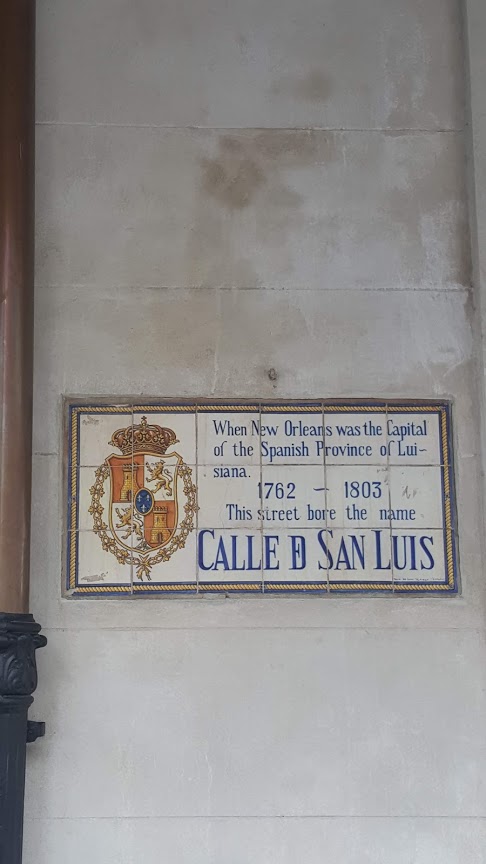 When New Orleans was the Capital
of the Spanish Province of Lui-
siana.
1762 - 1803
This street bore the name
CALLE D SAN LUIS